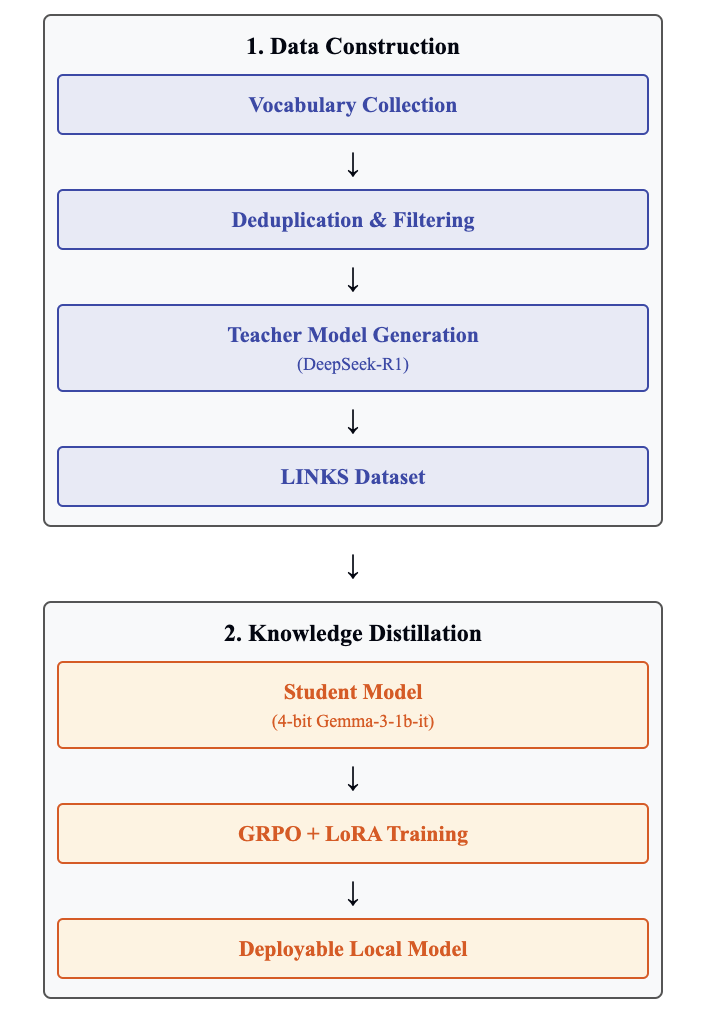 1. Data Construction
Vocabulary Collection
↓
Deduplication & Filtering
↓
Teacher Model Generation
(DeepSeek-R1)
↓
LINKS Dataset
↓
2. Knowledge Distillation
Student Model
(4-bit Gemma-3-1b-it)
↓
GRPO + LoRA Training
↓
Deployable Local Model